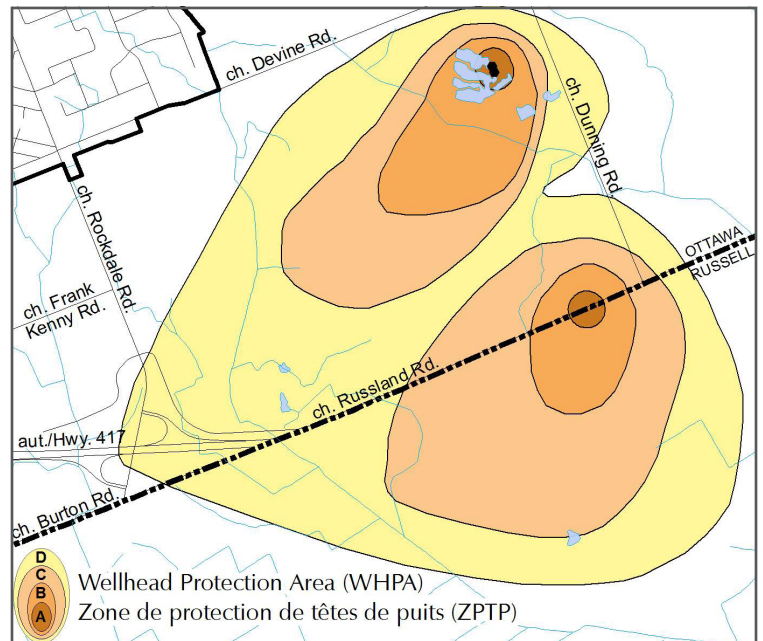 ch. Devine Rd.
ch. Dunning Rd.
ch. Rockdale Rd.
OTTAWA
RUSSELL
ch. Frank
Kenny Rd.
ch. Russland Rd.
aut./Hwy. 417
ch. Burton Rd.
D
C
B
A
Wellhead Protection Area (WHPA)
Zone de protection de têtes de puits (ZPTP)